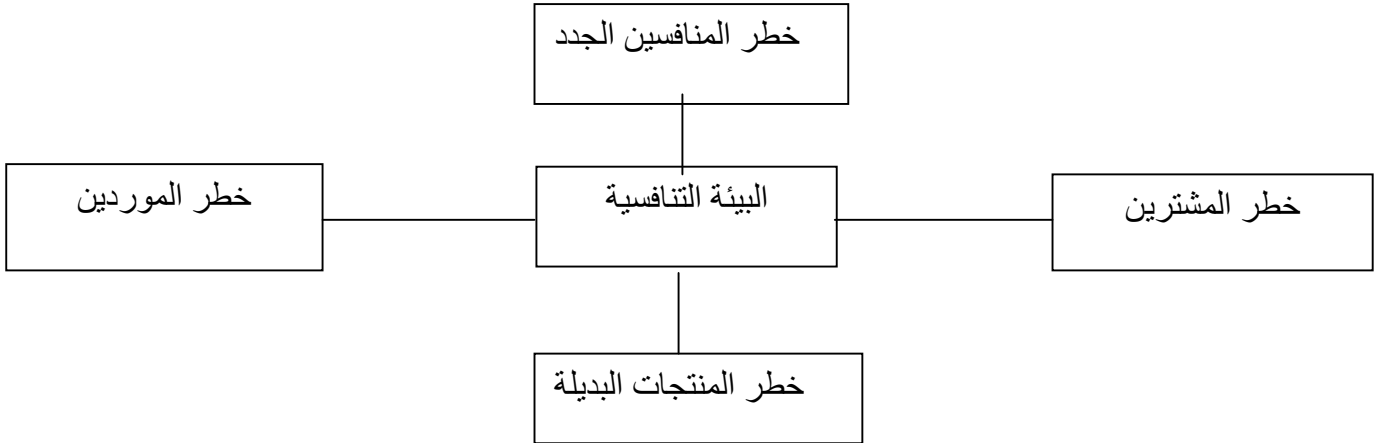 خطر المنافسين الجدد
خطر المشترين
البيئة التنافسية
خطر الموردين
خطر المنتجات البديلة